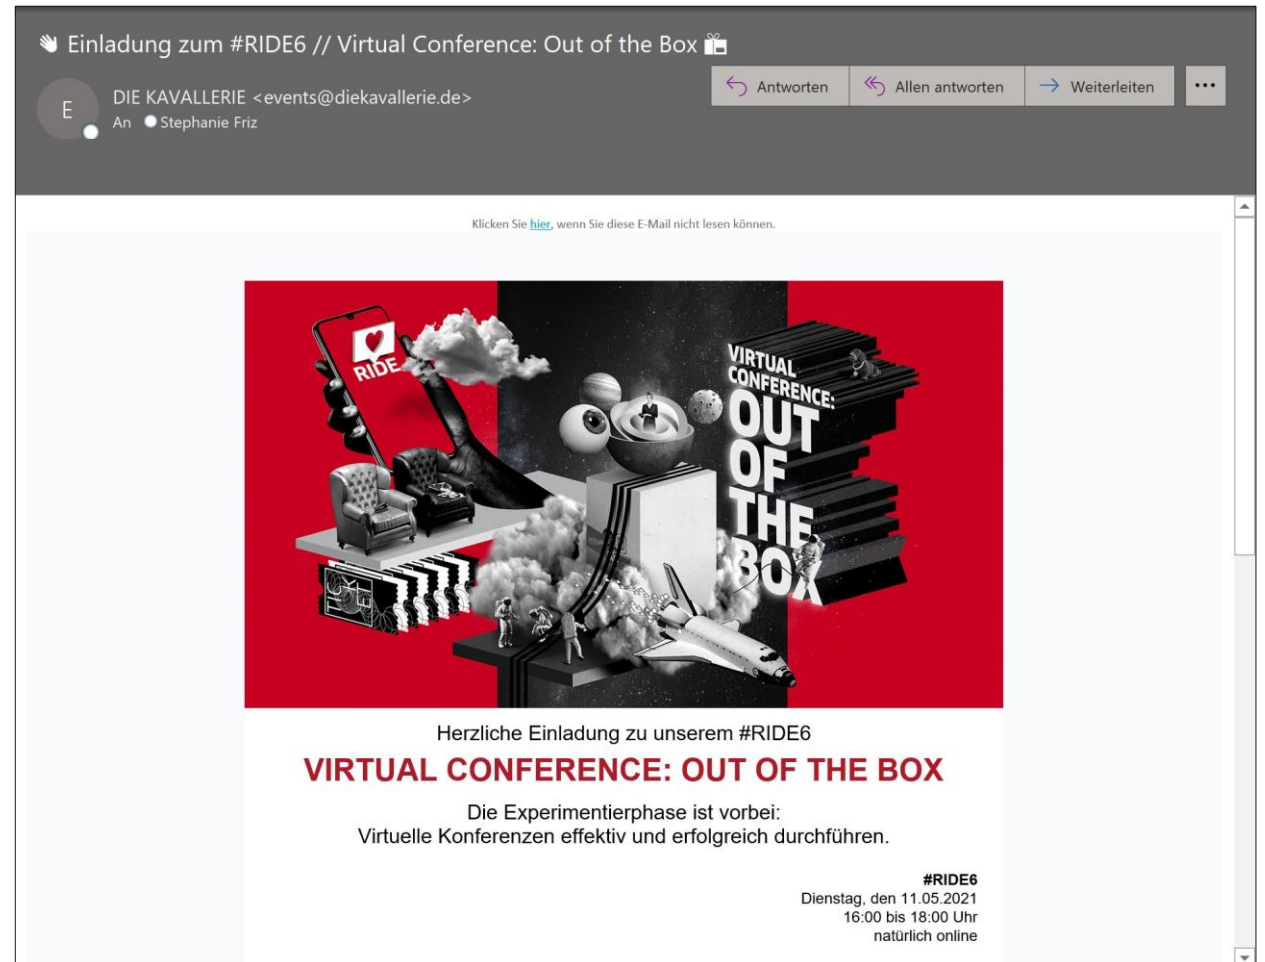 👋 Einladung zum #RIDE6 // Virtual Conference: Out of the Box 🎁
E
DIE KAVALLERIE <events@diekavallerie.de>
An Stephanie Friz
Antworten
Allen antworten
Weiterleiten
...
Klicken Sie hier, wenn Sie diese E-Mail nicht lesen können.
RIDE
VIRTUAL
CONFERENCE:
OUT
OF
THE
BOX
Herzliche Einladung zu unserem #RIDE6
VIRTUAL CONFERENCE: OUT OF THE BOX
Die Experimentierphase ist vorbei:
Virtuelle Konferenzen effektiv und erfolgreich durchführen.
#RIDE6
Dienstag, den 11.05.2021
16:00 bis 18:00 Uhr
natürlich online